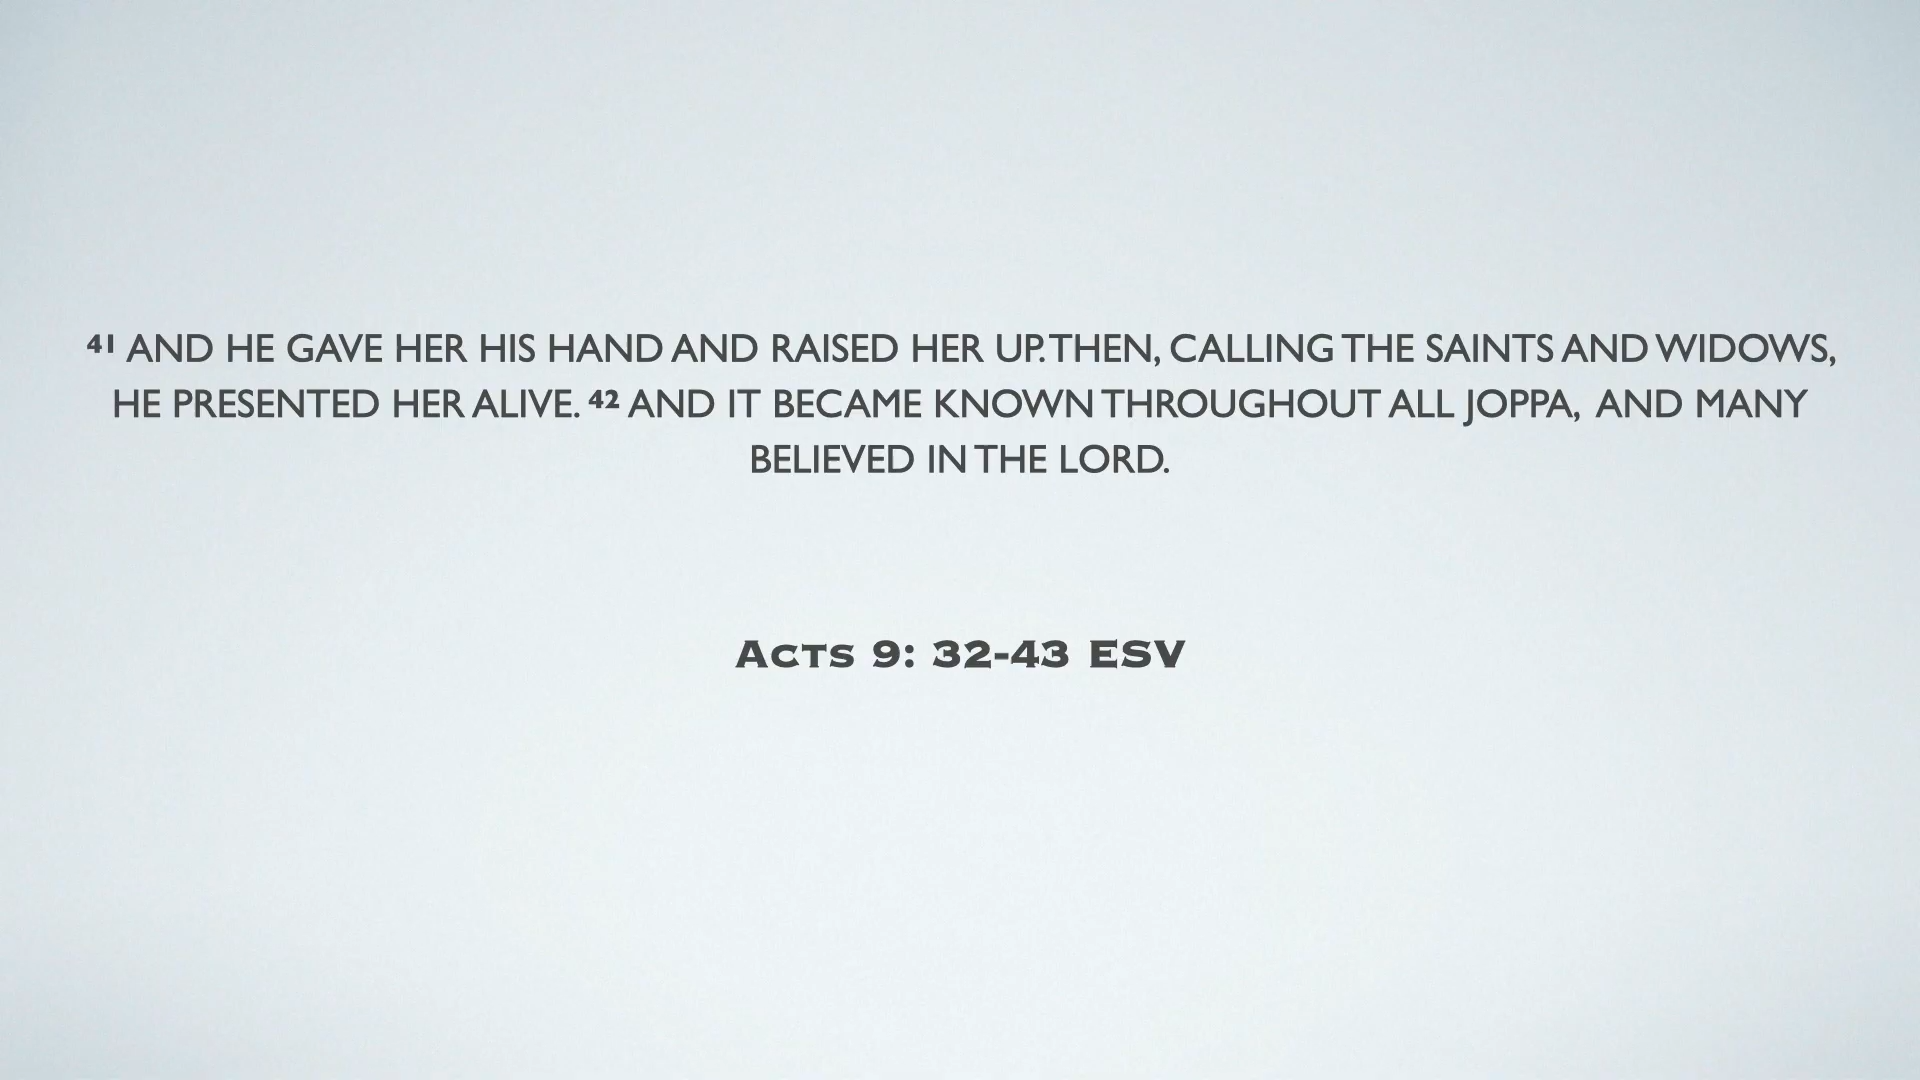 ⁴¹ AND HE GAVE HER HIS HAND AND RAISED HER UP. THEN, CALLING THE SAINTS AND WIDOWS,
HE PRESENTED HER ALIVE. ⁴² AND IT BECAME KNOWN THROUGHOUT ALL JOPPA, AND MANY
BELIEVED IN THE LORD.
Acts 9: 32-43 ESV